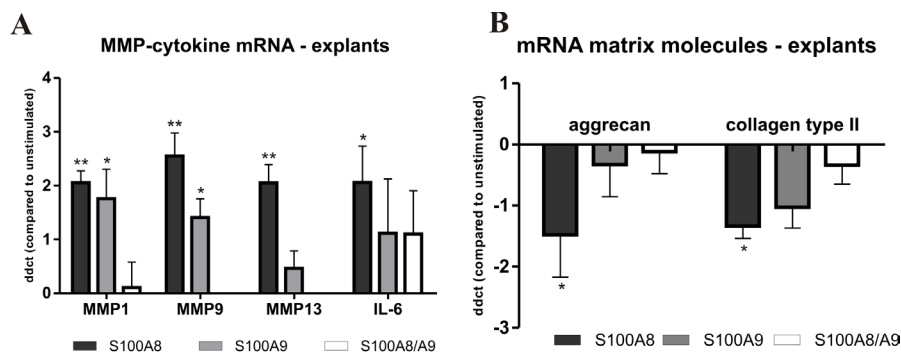 A
MMP-cytokine mRNA - explants
ddct (compared to unstimulated)
4
3
2
1
0
** *
** *
**
*
MMP1 MMP9 MMP13 IL-6
S100A8 S100A9 S100A8/A9
B
mRNA matrix molecules - explants
ddct (compared to unstimulated)
1
0
-1
-2
-3
aggrecan collagen type II
*
*
S100A8 S100A9 S100A8/A9